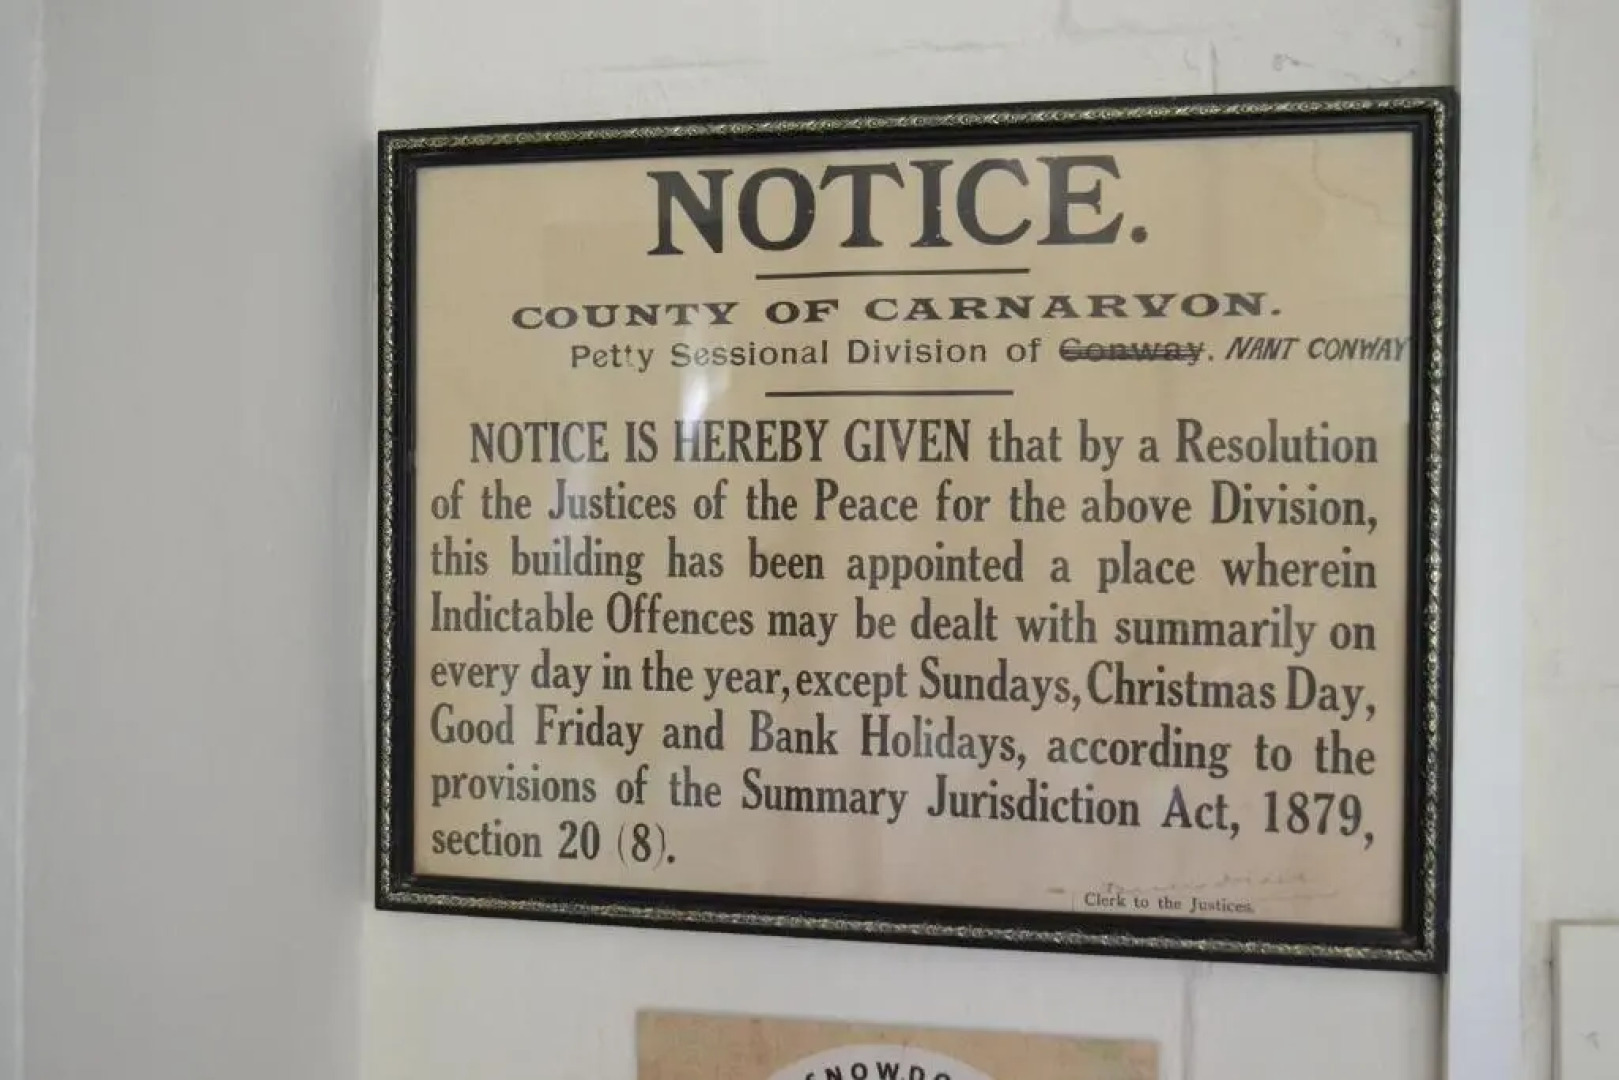 NOTICE.
COUNTY OF CARNARVON.
Petty Sessional Division of Conway. NANT CONWAY
NOTICE IS HEREBY GIVEN that by a Resolution
of the Justices of the Peace for the above Division,
this building has been appointed a place wherein
Indictable Offences may be dealt with summarily on
every day in the year, except Sundays, Christmas Day,
Good Friday and Bank Holidays, according to the
provisions of the Summary Jurisdiction Act, 1879,
section 20 (8).
Clerk to the Justices.